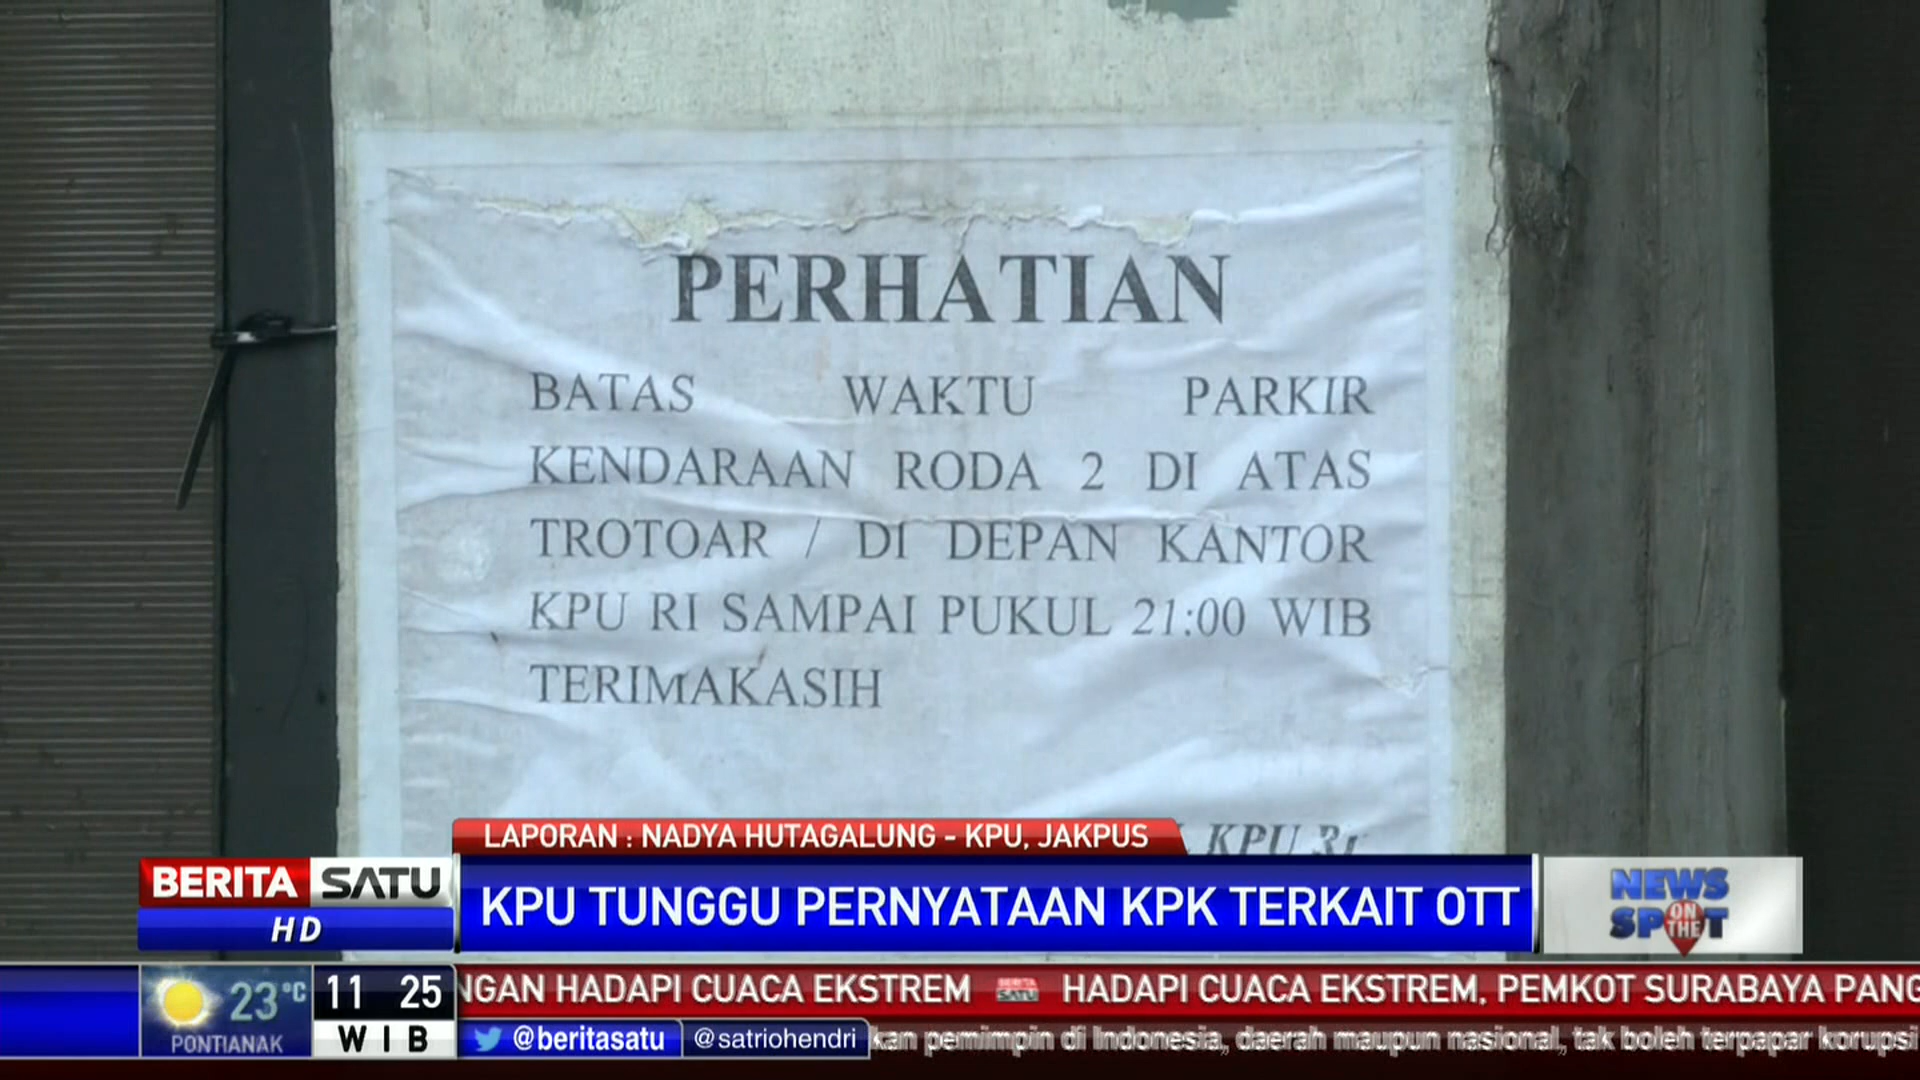 PERHATIAN
BATAS WAKTU PARKIR
KENDARAAN RODA 2 DI ATAS
TROTOAR / DI DEPAN KANTOR
KPU RI SAMPAI PUKUL 21:00 WIB
TERIMAKASIH
KPU
LAPORAN : NADYA HUTAGALUNG - KPU, JAKPUS
BERITA SATU
HD
KPU TUNGGU PERNYATAAN KPK TERKAIT OTT
NEWS
ON THE
SPOT
23°C
PONTIANAK
11 25
WIB
NGAN HADAPI CUACA EKSTREM BERITA SATU HADAPI CUACA EKSTREM, PEMKOT SURABAYA PANG
@beritasatu @satriohendri kan pemimpin di Indonesia, daerah maupun nasional, tak boleh terpapar korupsi